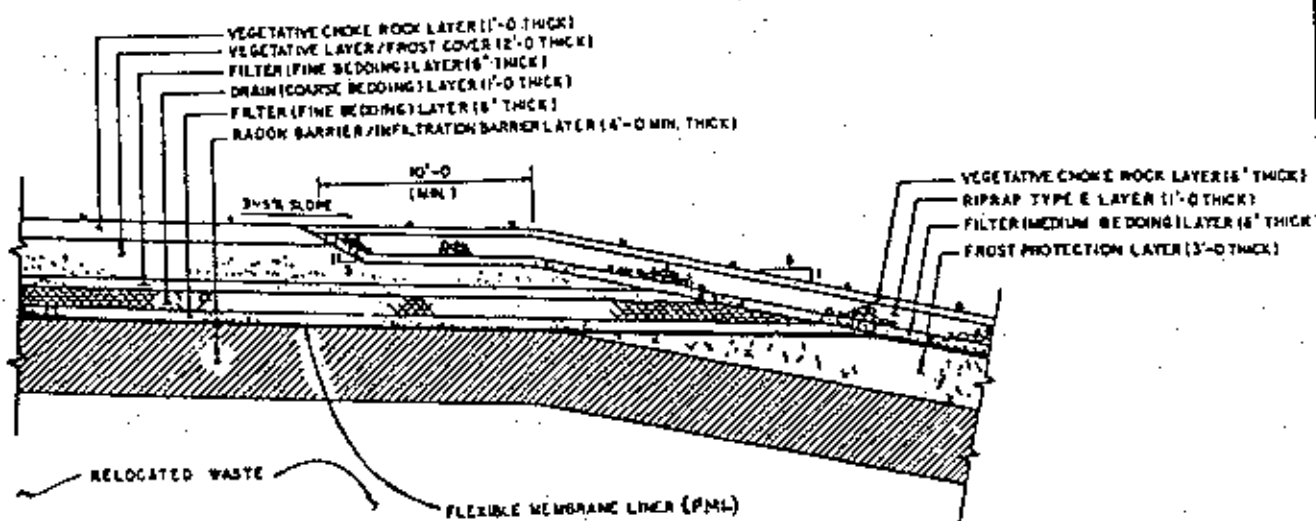 VEGETATIVE CHOKE ROCK LAYER (1'-0 THICK)
VEGETATIVE LAYER/FROST COVER (2'-0 THICK)
FILTER (FINE BEDDING) LAYER (6" THICK)
DRAIN (COARSE BEDDING) LAYER (1'-0 THICK)
FILTER (FINE BEDDING) LAYER (6" THICK)
RADON BARRIER/INFILTRATION BARRIER LAYER (4'-0 MIN. THICK)
10'-0
(MIN.)
SLOPE
VEGETATIVE CHOKE ROCK LAYER (6" THICK)
RIPRAP TYPE E LAYER (1'-0 THICK)
FILTER (MEDIUM BEDDING) LAYER (6" THICK)
FROST PROTECTION LAYER (3'-0 THICK)
RELOCATED WASTE
FLEXIBLE MEMBRANE LINER (FML)